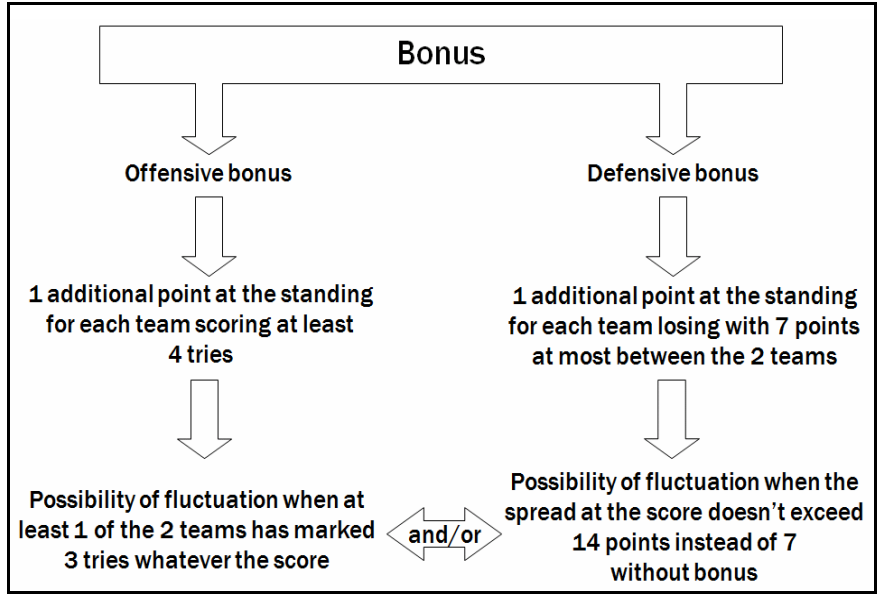 Bonus
Offensive bonus
1 additional point at the standing
for each team scoring at least
4 tries
Possibility of fluctuation when at
least 1 of the 2 teams has marked
3 tries whatever the score
and/or
Defensive bonus
1 additional point at the standing
for each team losing with 7 points
at most between the 2 teams
Possibility of fluctuation when the
spread at the score doesn't exceed
14 points instead of 7
without bonus